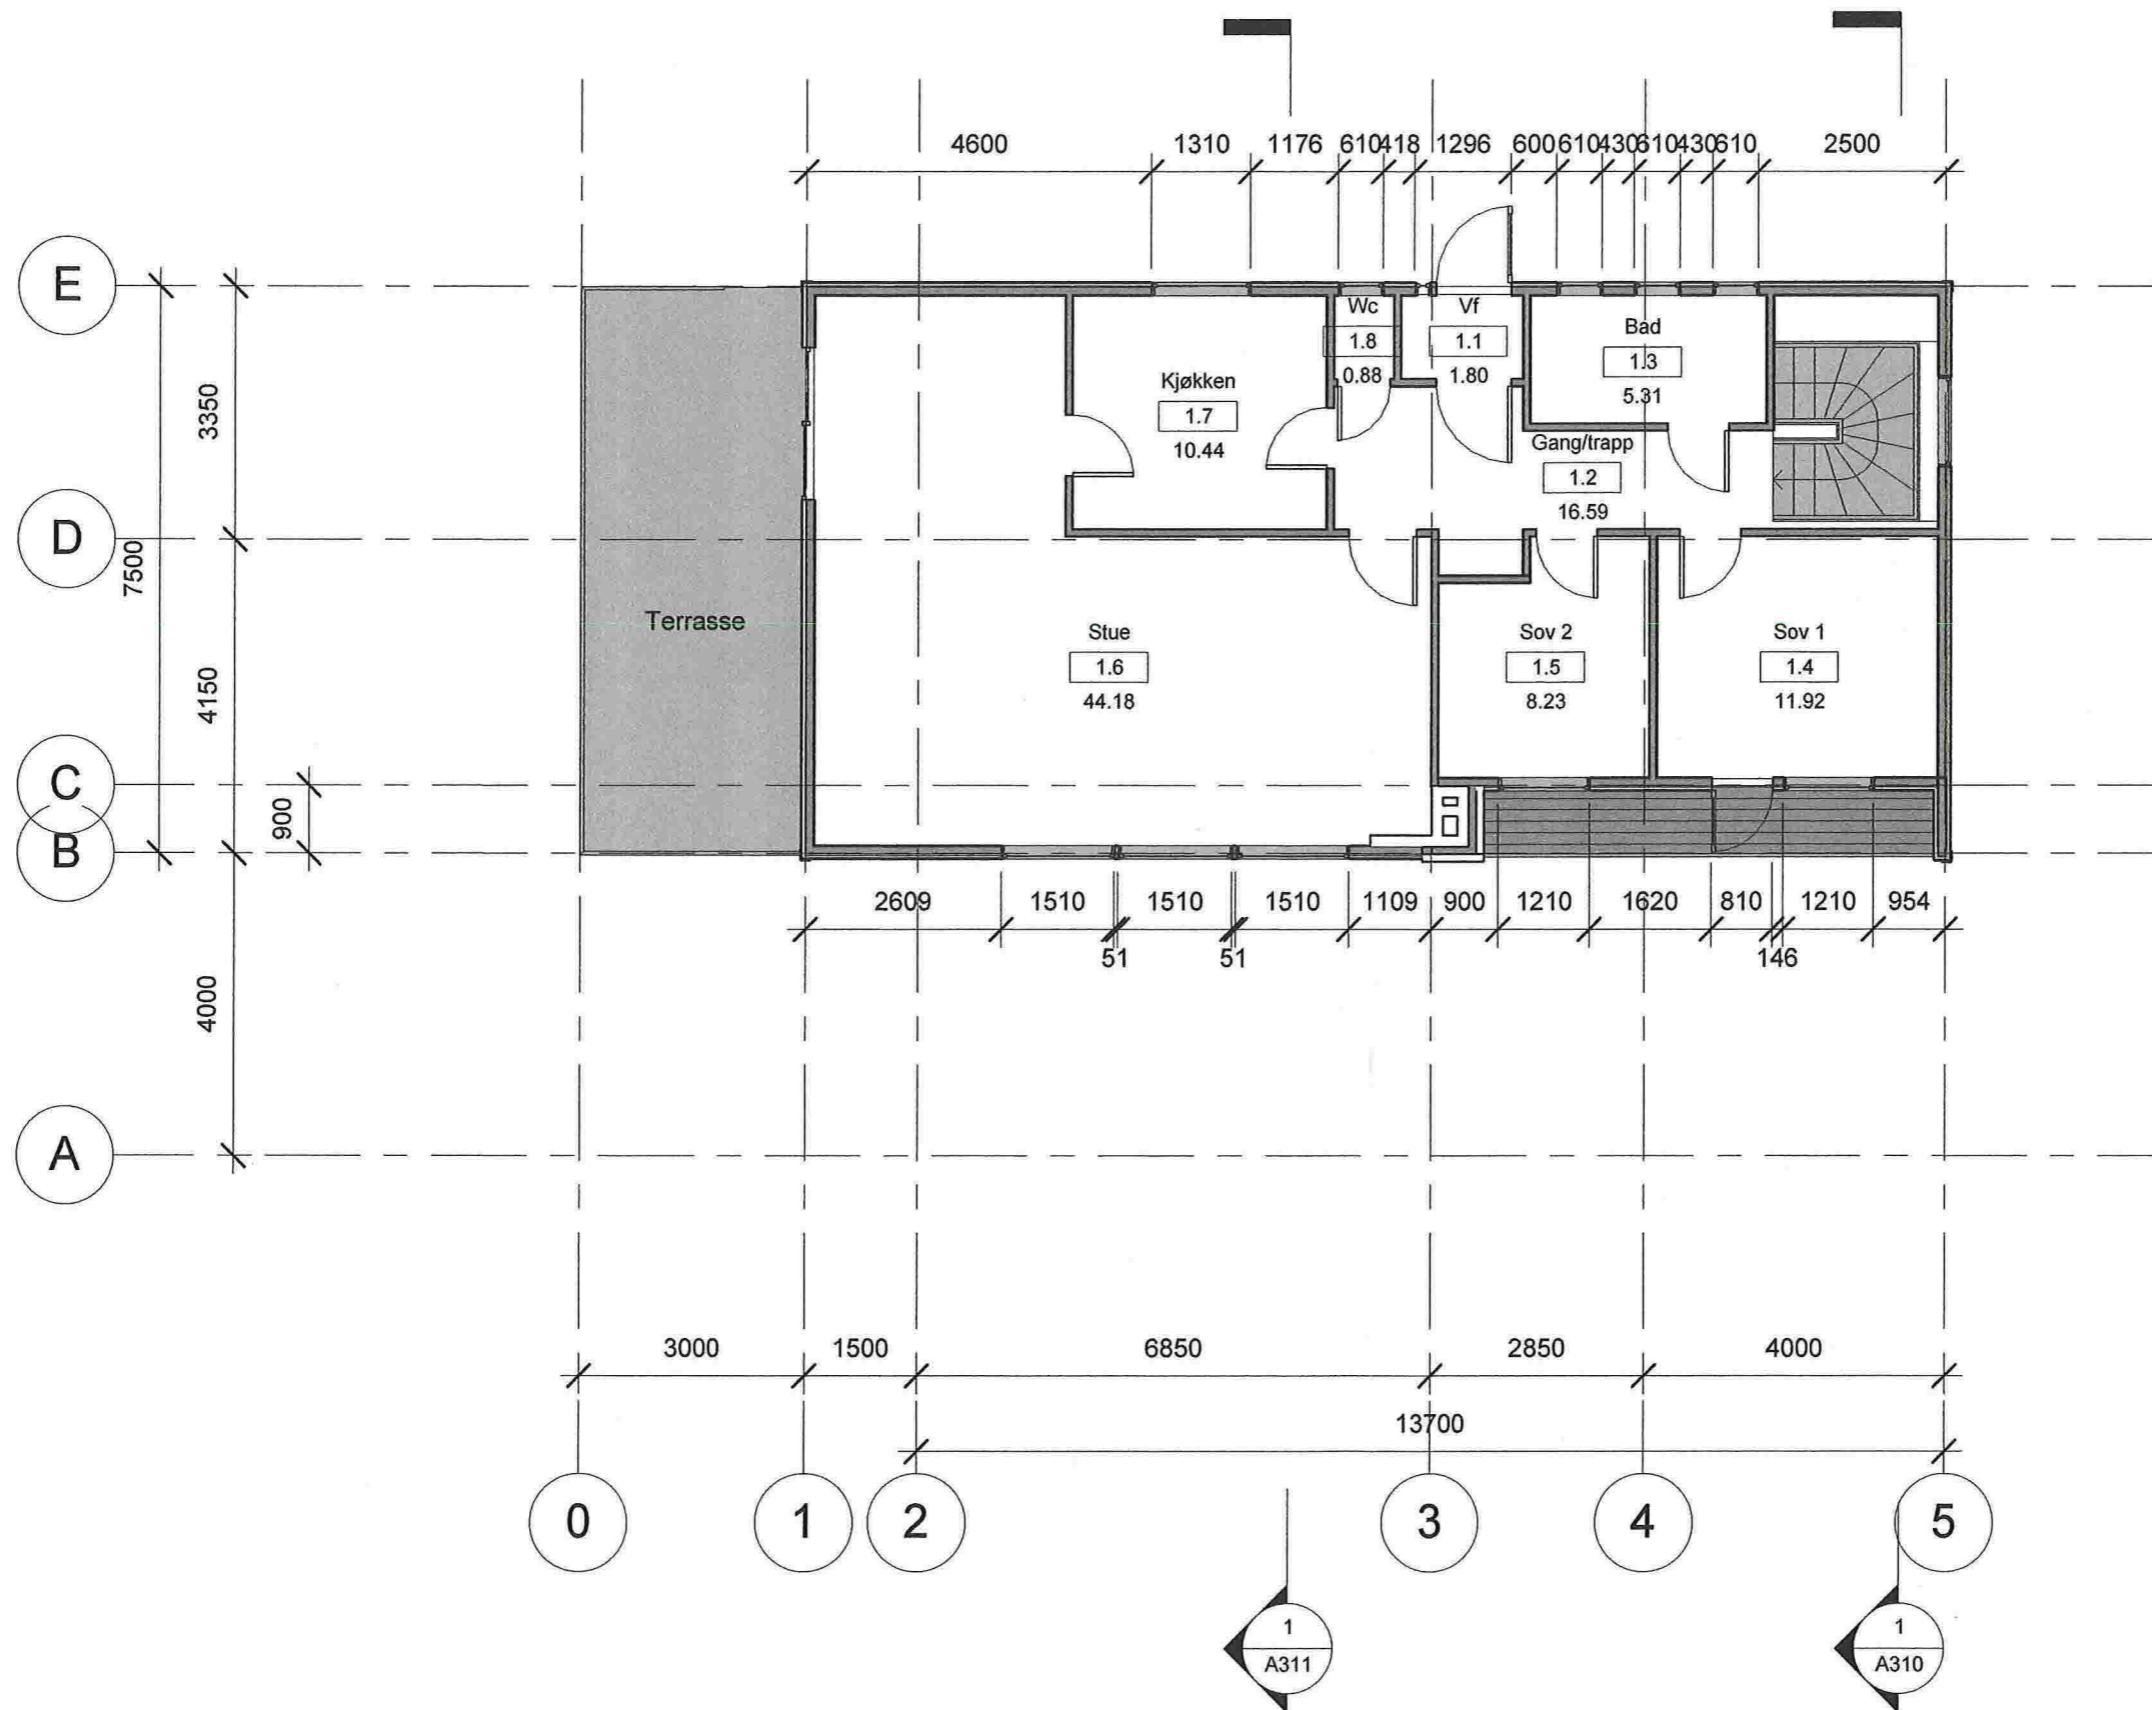 4600 1310 1176 610 418 1296 600 610 430 610 430 610 2500
E
Wc
1.8
0.88
Vf
1.1
1.80
Bad
1.3
5.31
Kjøkken
1.7
10.44
3350
Gang/trapp
1.2
16.59
D
7500
Terrasse
Stue
1.6
44.18
Sov 2
1.5
8.23
Sov 1
1.4
11.92
4150
C
900
B
2609 1510 1510 1510 1109 900 1210 1620 810 1210 954
51 51 146
4000
A
3000 1500 6850 2850 4000
13700
0 1 2 3 4 5
1
A311
1
A310